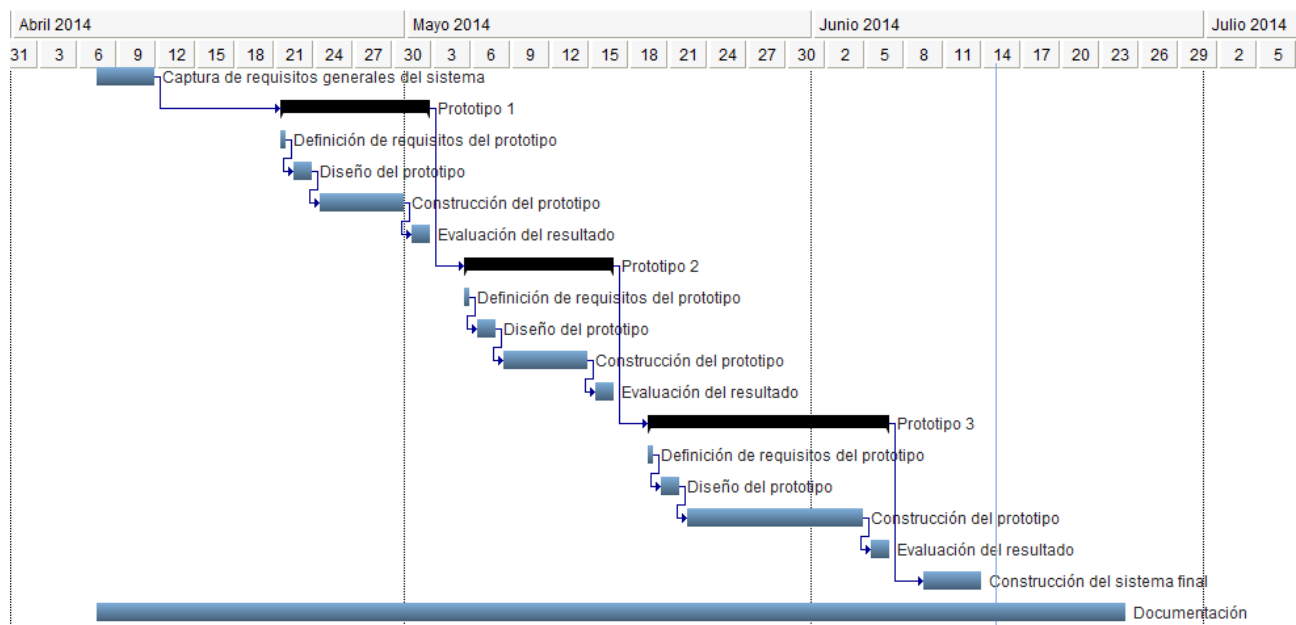 Abril 2014 Mayo 2014 Junio 2014 Julio 2014
31 3 6 9 12 15 18 21 24 27 30 3 6 9 12 15 18 21 24 27 30 2 5 8 11 14 17 20 23 26 29 2 5
Captura de requisitos generales del sistema
Prototipo 1
Definición de requisitos del prototipo
Diseño del prototipo
Construcción del prototipo
Evaluación del resultado
Prototipo 2
Definición de requisitos del prototipo
Diseño del prototipo
Construcción del prototipo
Evaluación del resultado
Prototipo 3
Definición de requisitos del prototipo
Diseño del prototipo
Construcción del prototipo
Evaluación del resultado
Construcción del sistema final
Documentación